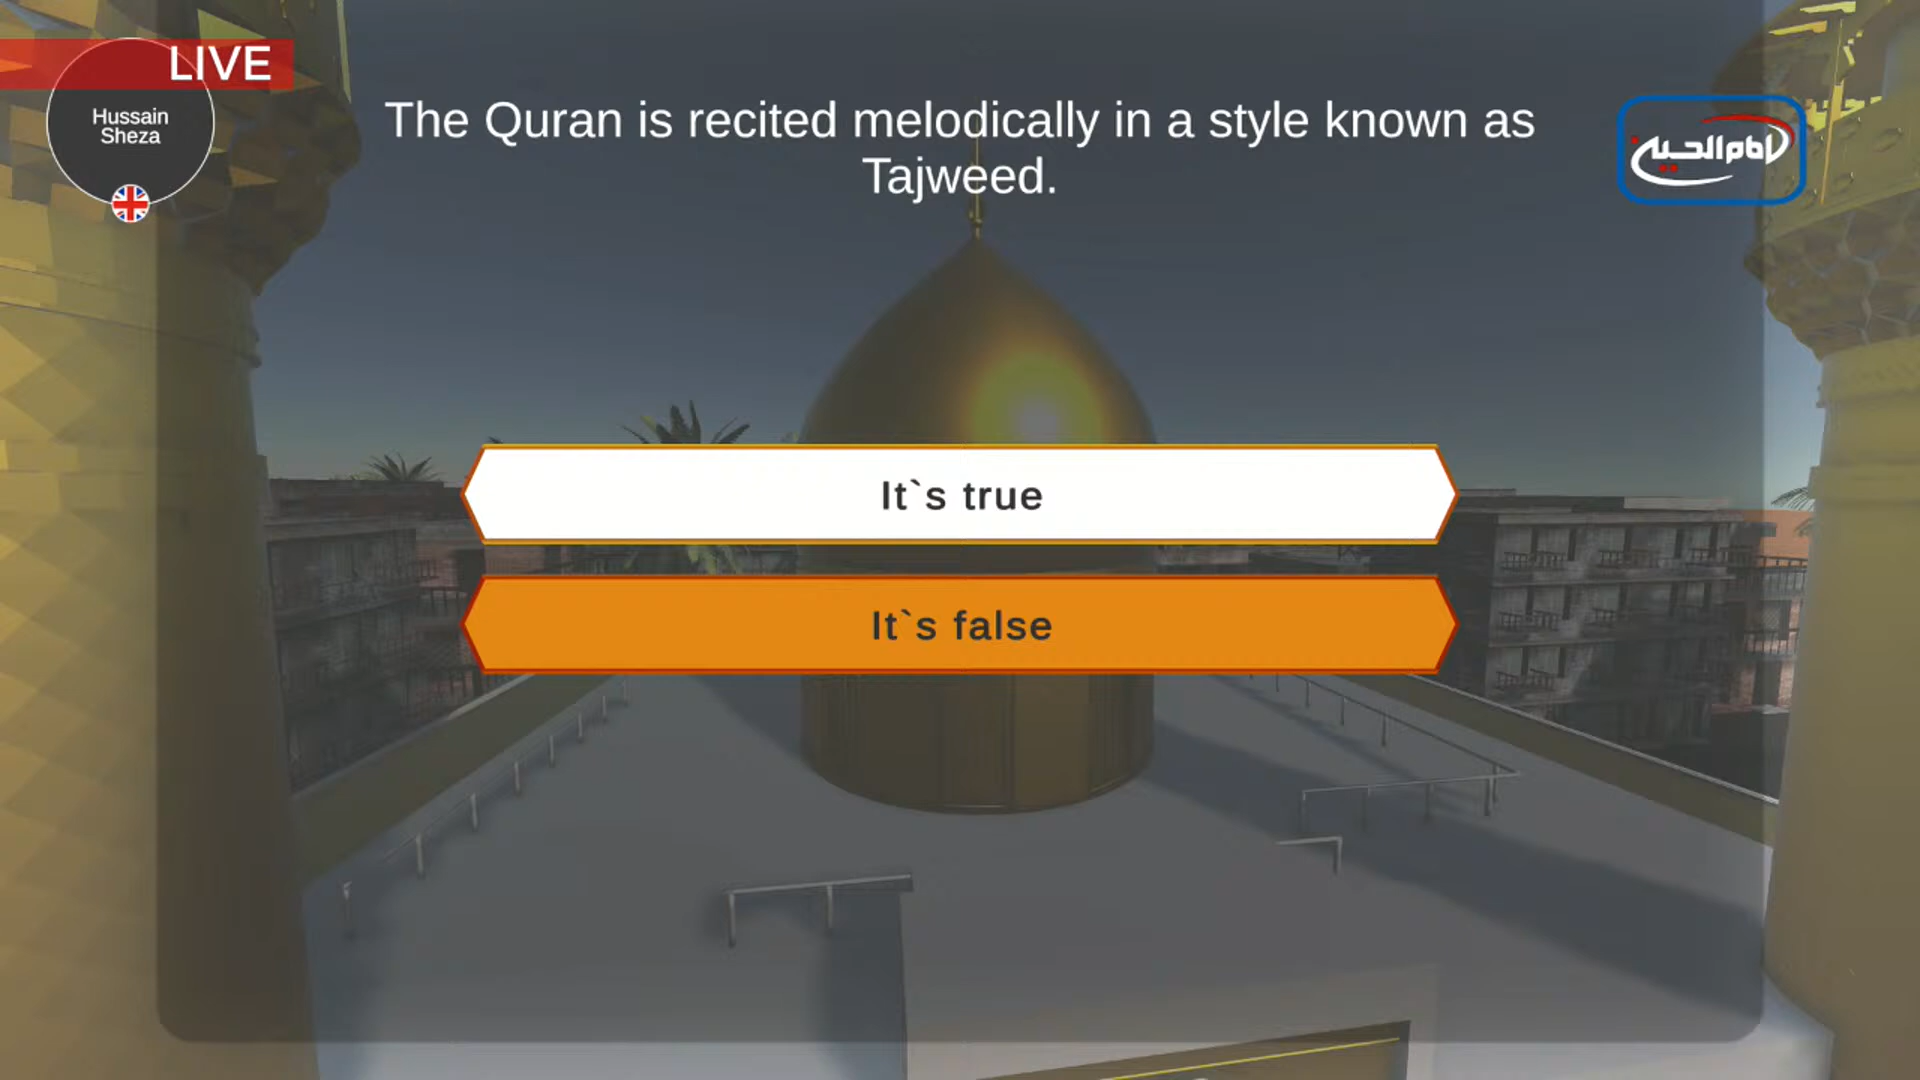 LIVE
Hussain
Sheza
The Quran is recited melodically in a style known as
Tajweed.
It`s true
It`s false